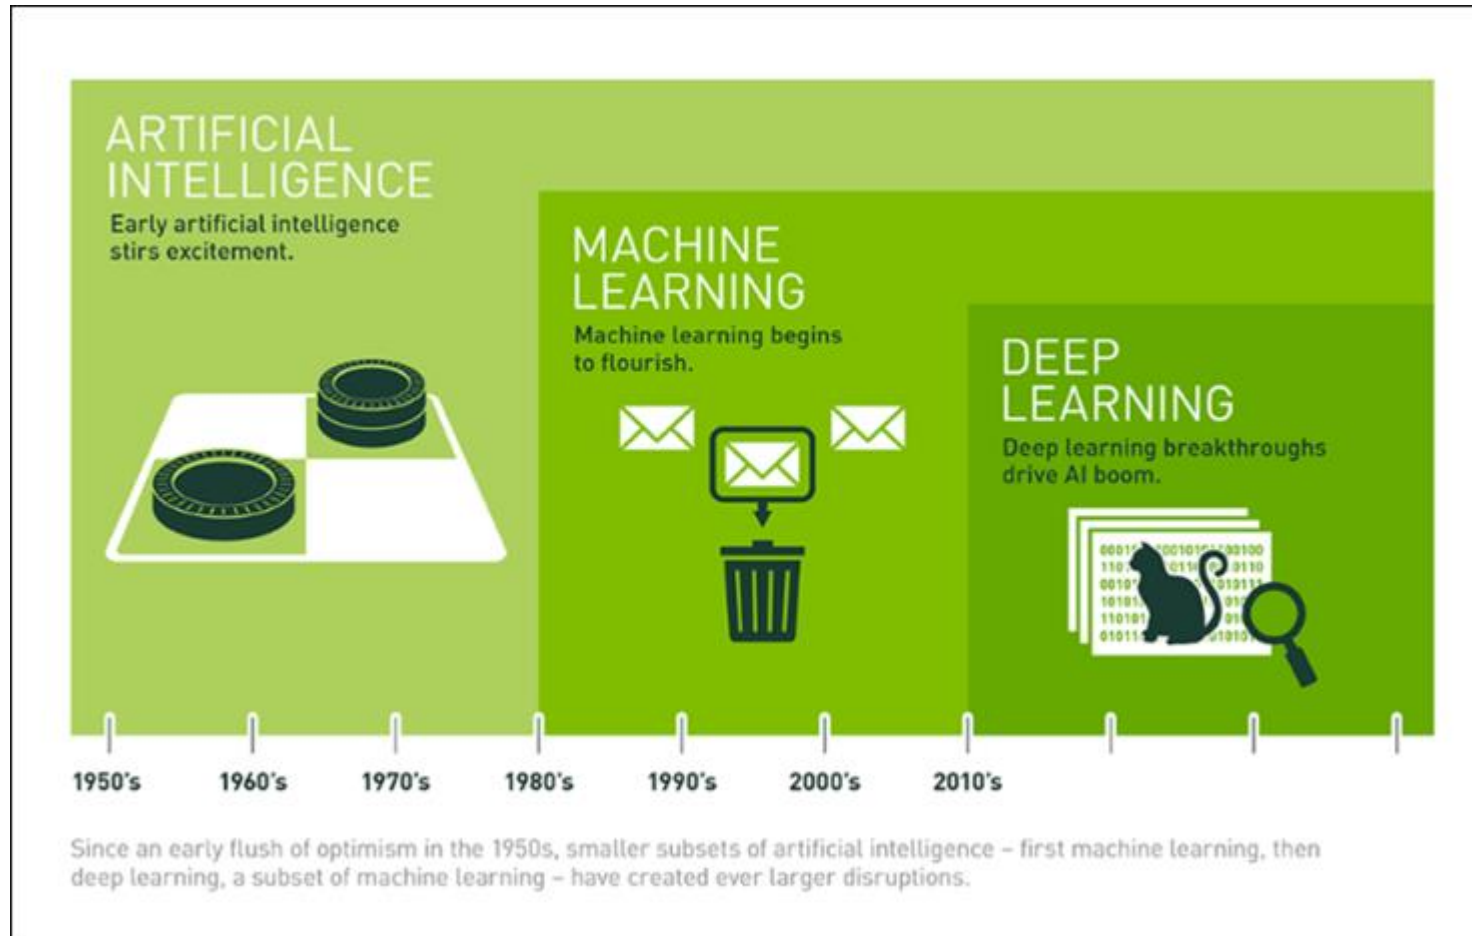 ARTIFICIAL
INTELLIGENCE
Early artificial intelligence
stirs excitement.
MACHINE
LEARNING
Machine learning begins
to flourish.
DEEP
LEARNING
Deep learning breakthroughs
drive AI boom.
1950's 1960's 1970's 1980's 1990's 2000's 2010's
Since an early flush of optimism in the 1950s, smaller subsets of artificial intelligence – first machine learning, then
deep learning, a subset of machine learning – have created ever larger disruptions.